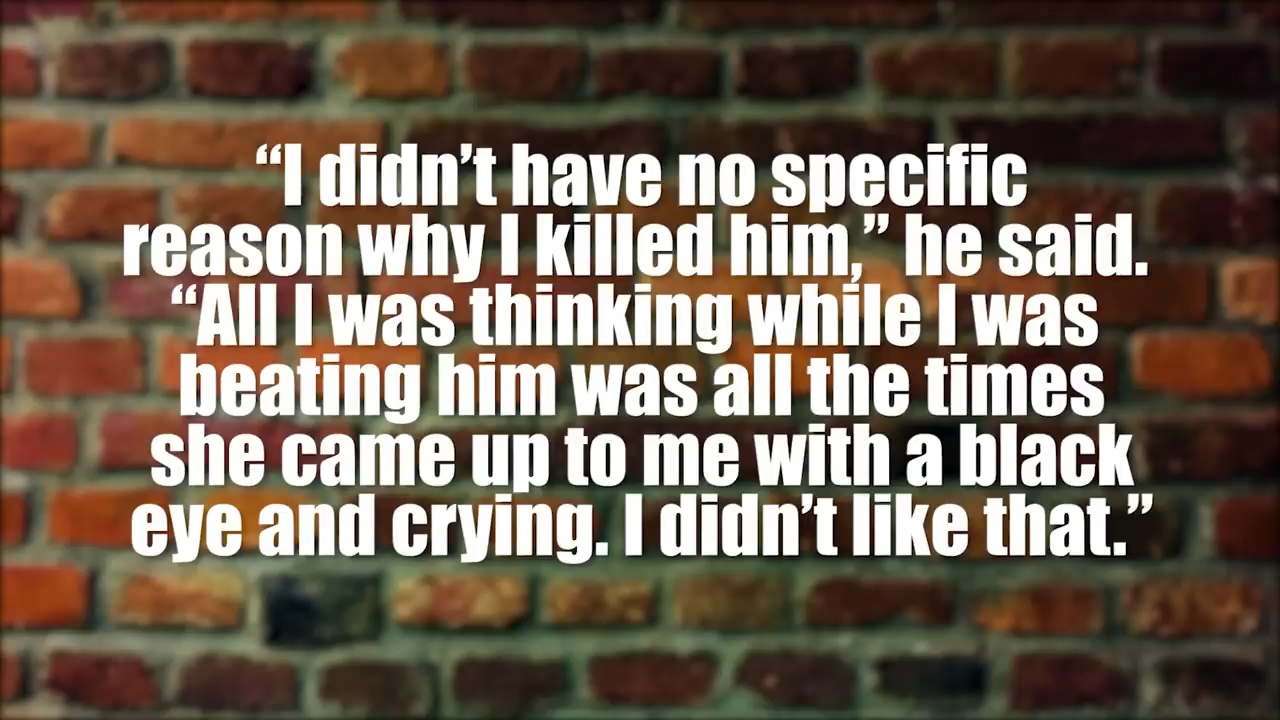 “I didn’t have no specific
reason why I killed him,” he said.
“All I was thinking while I was
beating him was all the times
she came up to me with a black
eye and crying. I didn’t like that.”